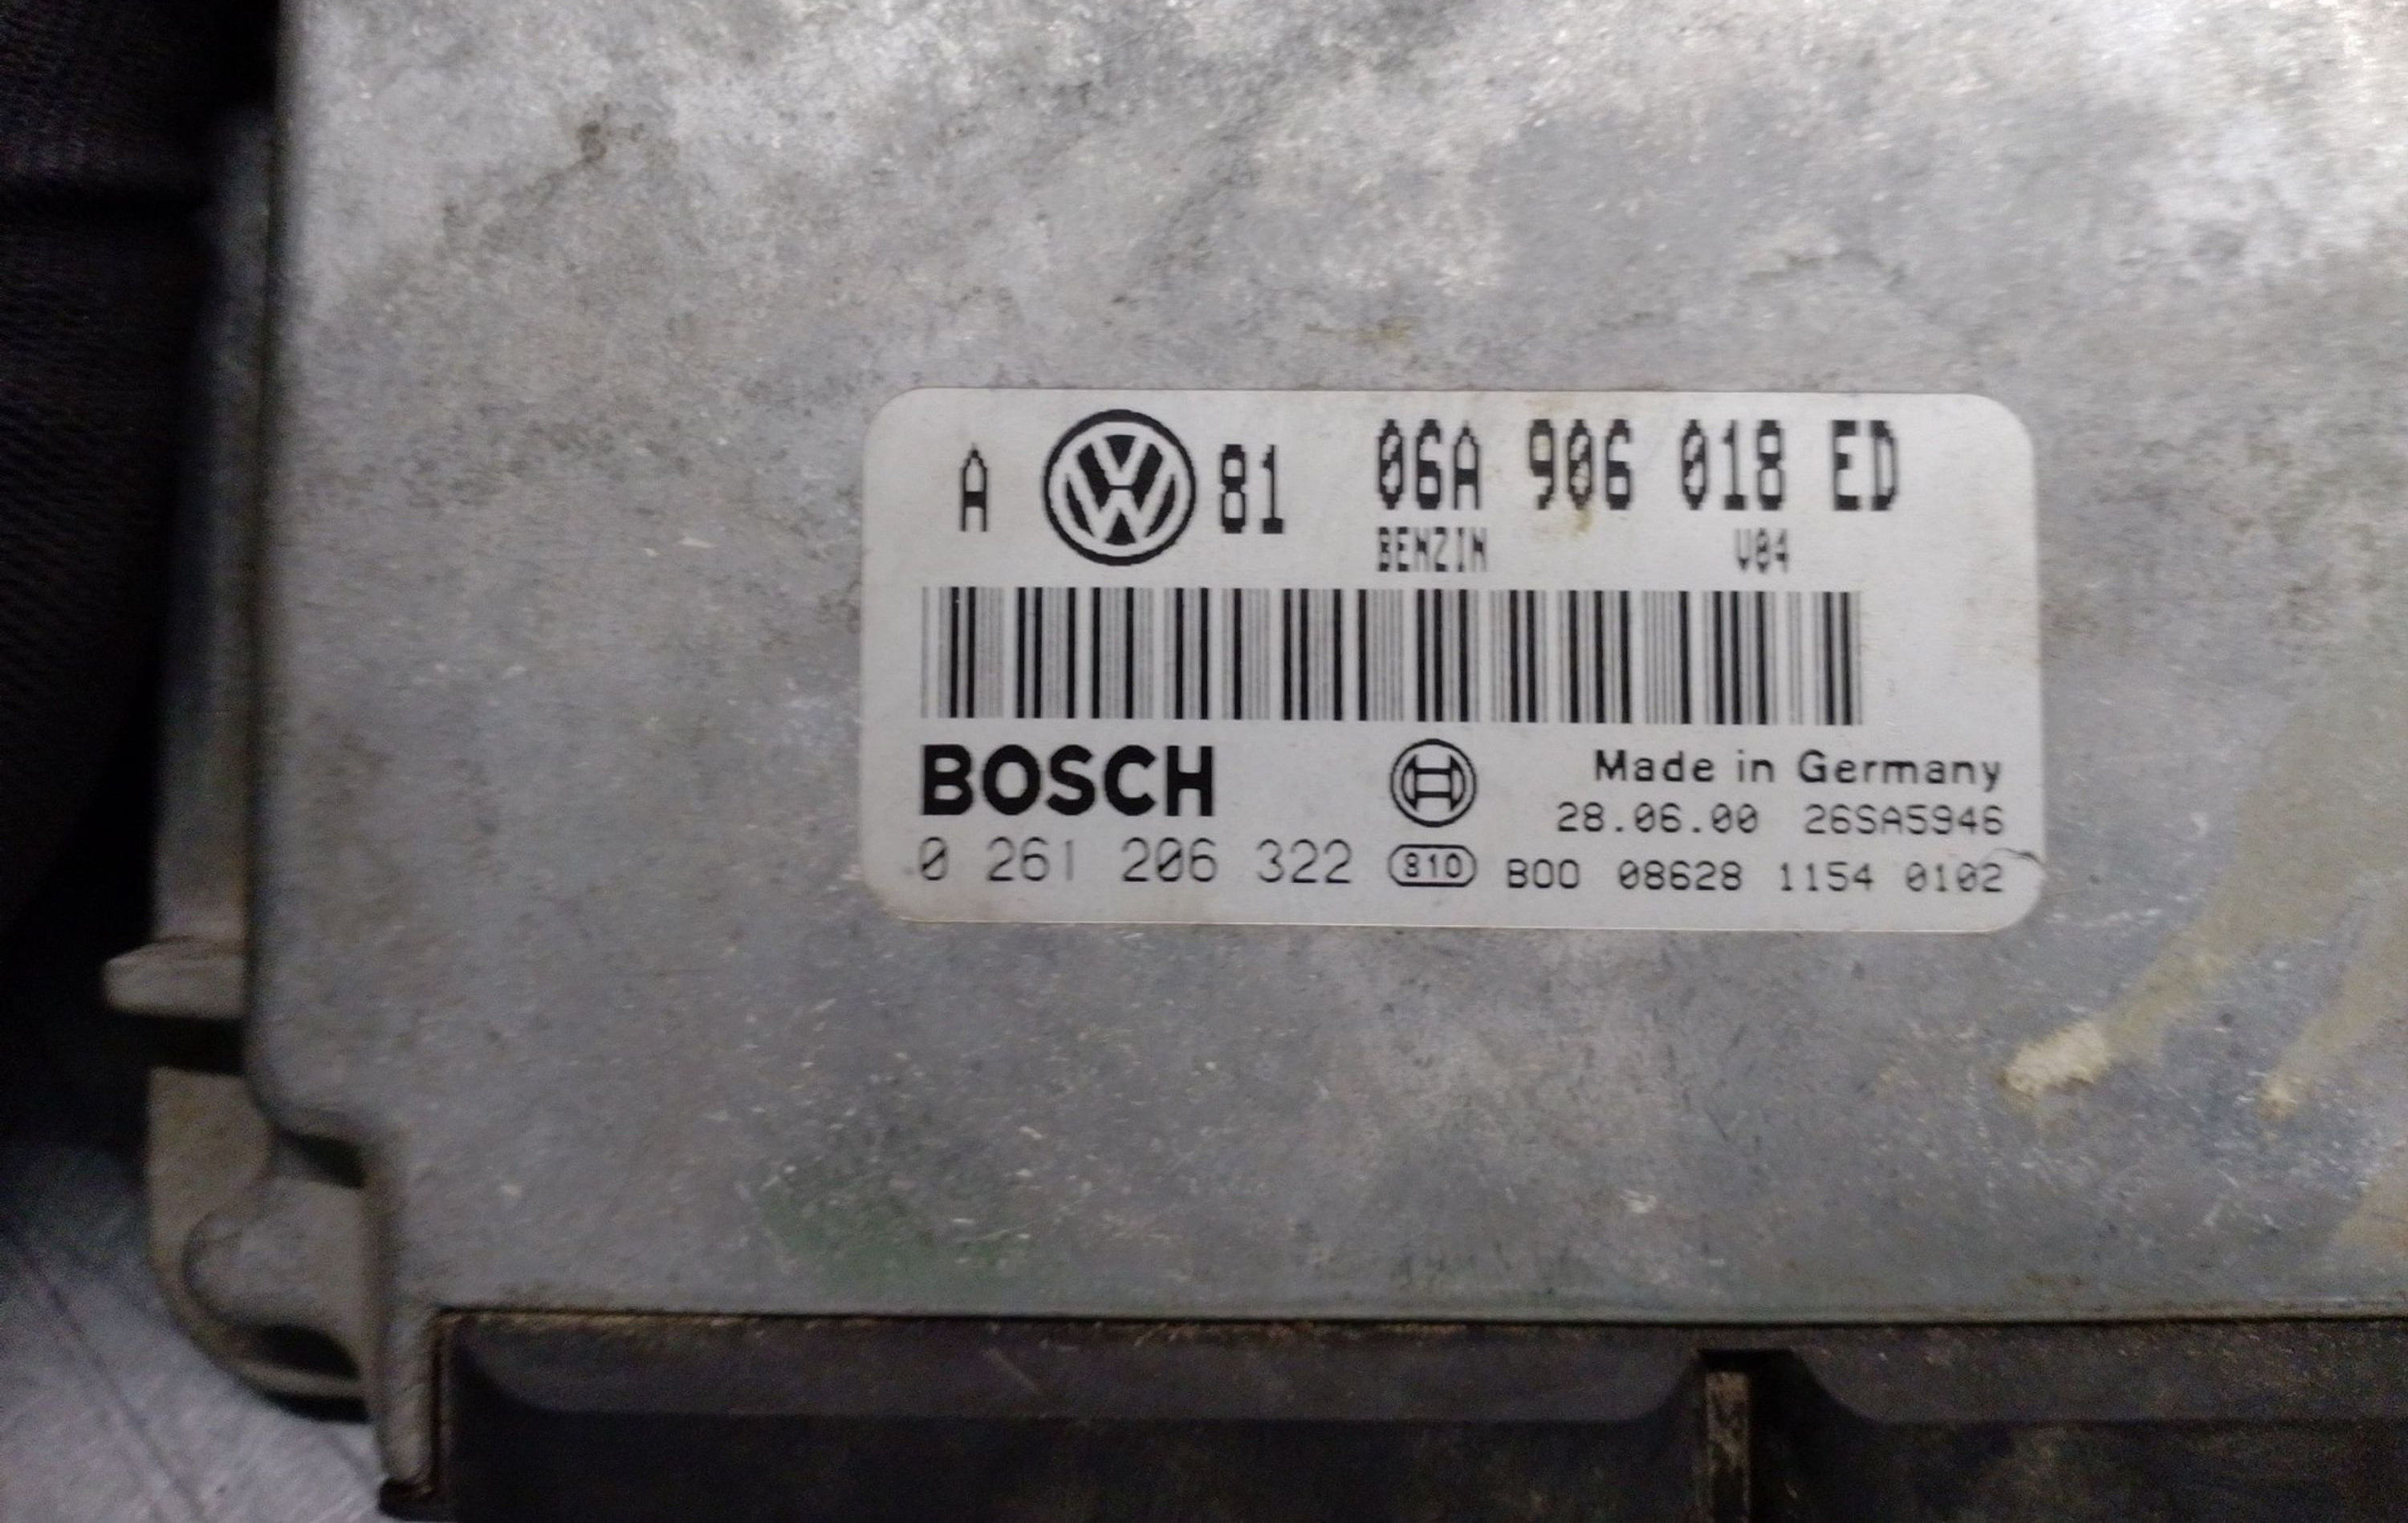 A VW 81 06A 906 018 ED
BENZIN V04
BOSCH
Made in Germany
28.06.00 26SA5946
0 261 206 322 810 B00 08628 1154 0102